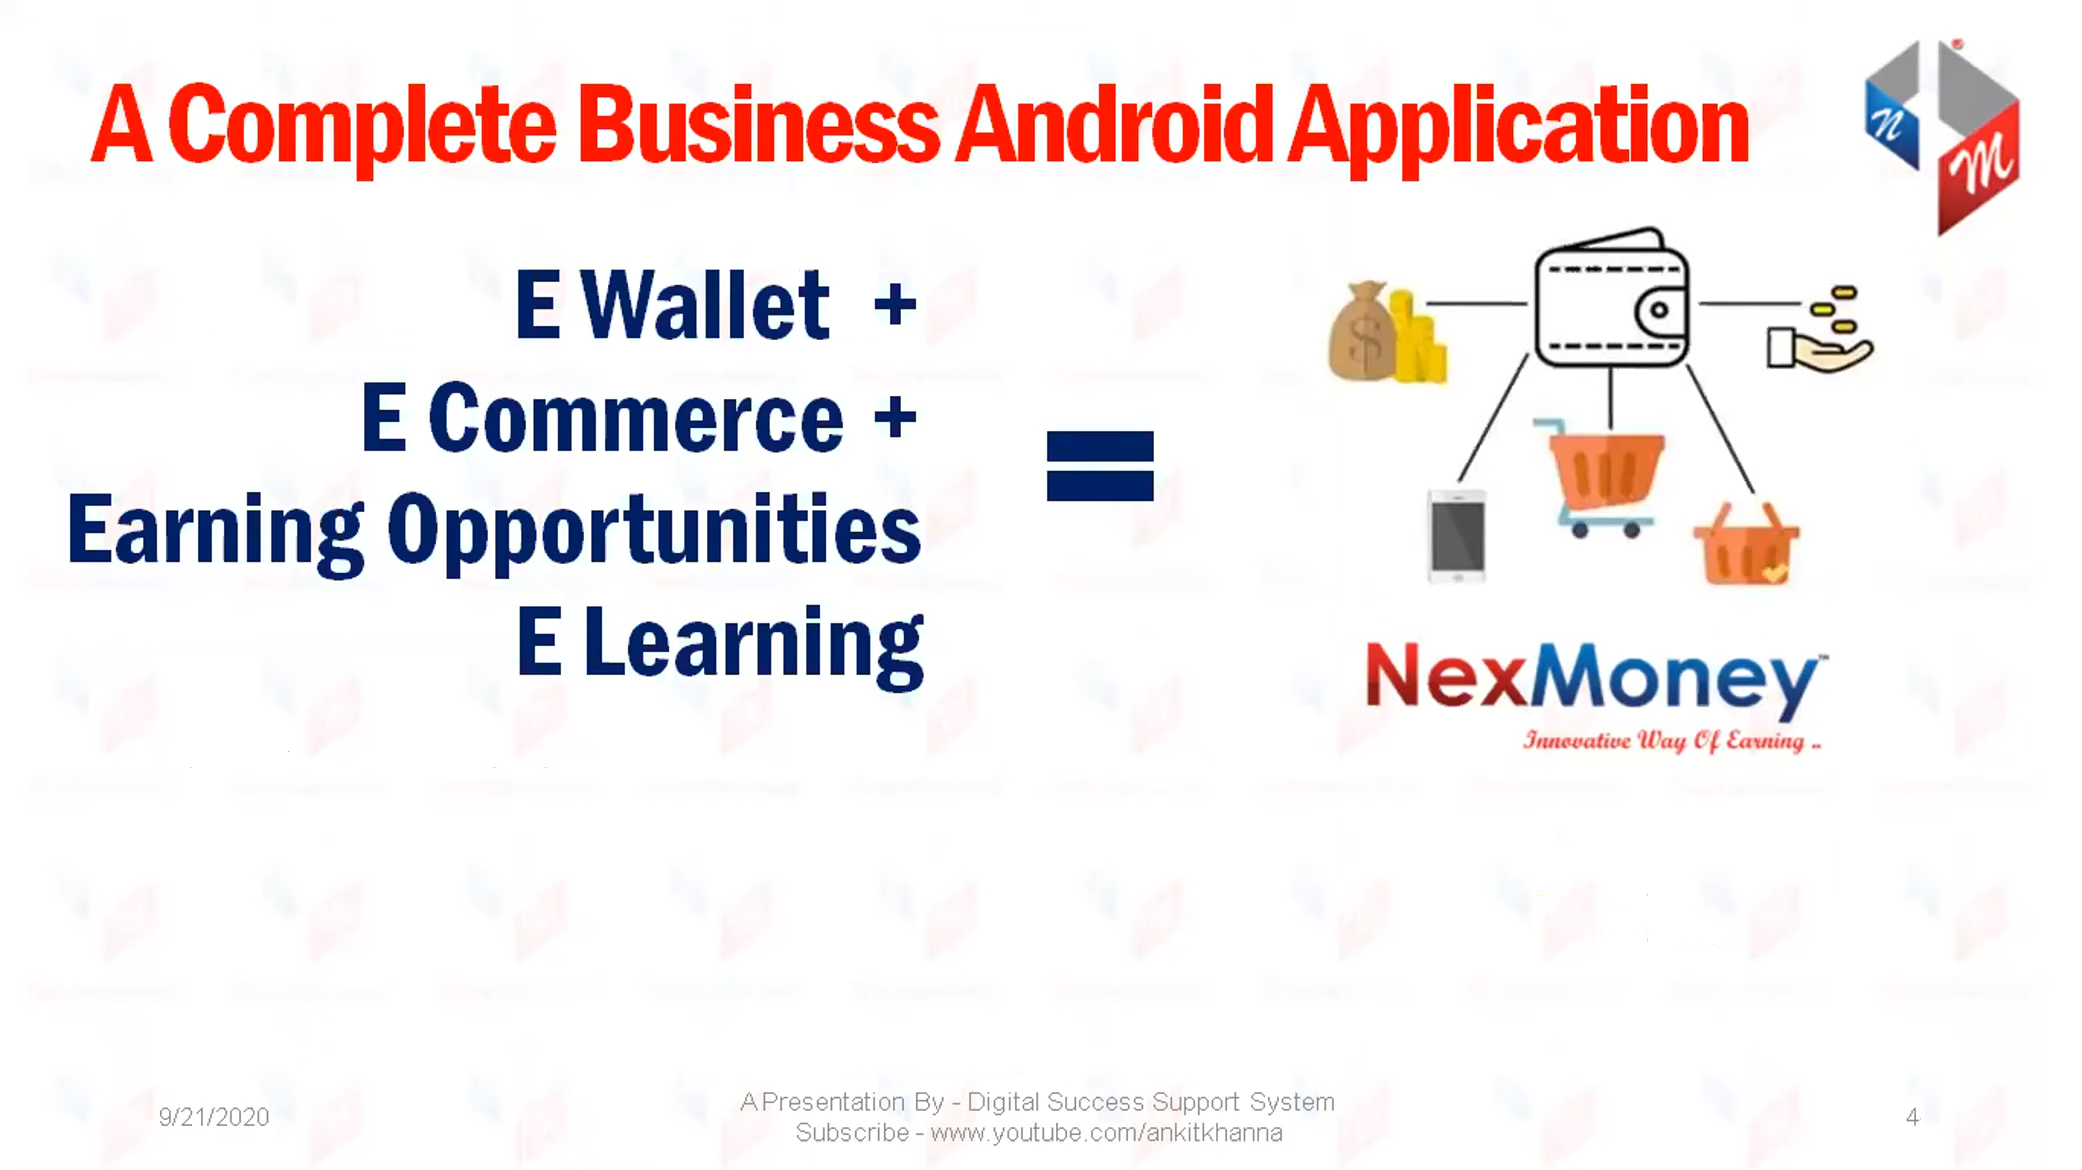 A Complete Business Android Application
n
M
E Wallet +
E Commerce +
Earning Opportunities
E Learning
=
$
NexMoney™
Innovative Way Of Earning ..
9/21/2020
A Presentation By - Digital Success Support System
Subscribe - www.youtube.com/ankitkhanna
4